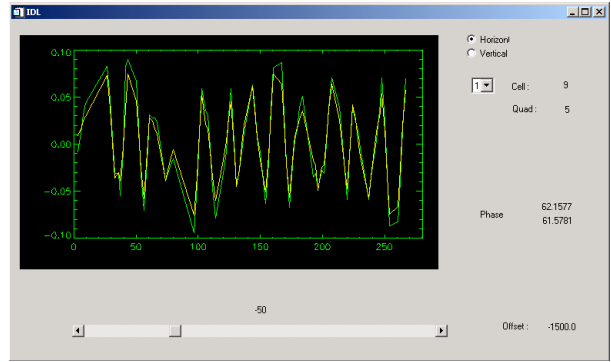 IDL
Horizont
Vertical
1
Cell : 9
Quad : 5
0.10
0.05
0.00
-0.05
-0.10
0 50 100 150 200 250
Phase
62.1577
61.5781
-50
Offset : -1500.0